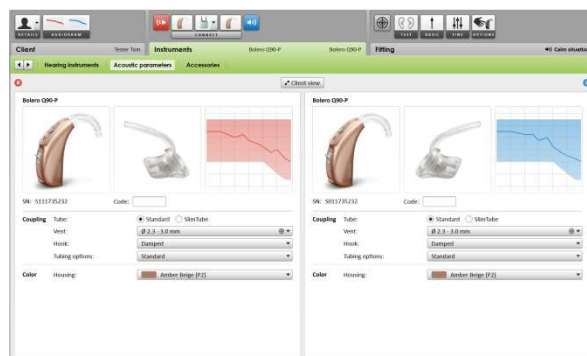 DETAILS AUDIOGRAM CONNECT TEST BASIC FINE OPTIONS
Client Tester Tom Instruments Bolero Q90-P Bolero Q90-P Fitting Calm situation
Hearing instruments Acoustic parameters Accessories
Client view
Bolero Q90-P
SN: 5111735232 Code:
Coupling Tube: Standard SlimTube
Vent: Ø 2.3 - 3.0 mm
Hook: Damped
Tubing options: Standard
Color Housing: Amber Beige (P2)
Bolero Q90-P
SN: 5011735232 Code:
Coupling Tube: Standard SlimTube
Vent: Ø 2.3 - 3.0 mm
Hook: Damped
Tubing options: Standard
Color Housing: Amber Beige (P2)